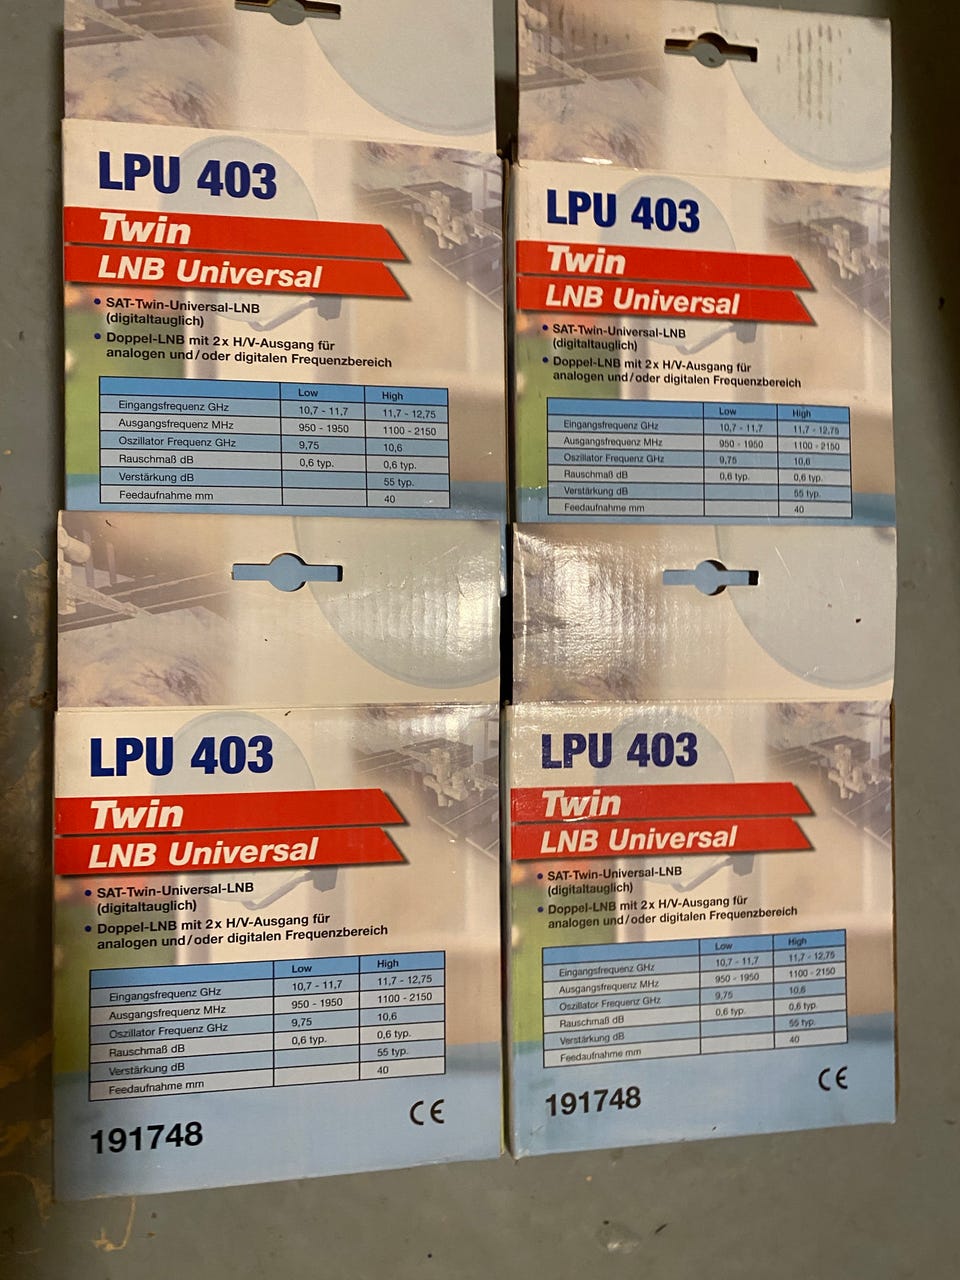 LPU 403
Twin
LNB Universal
• SAT-Twin-Universal-LNB
(digitaltauglich)
• Doppel-LNB mit 2x H/V-Ausgang für
analogen und/oder digitalen Frequenzbereich
Low High
Eingangsfrequenz GHz 10,7 - 11,7 11,7 - 12,75
Ausgangsfrequenz MHz 950 - 1950 1100 - 2150
Oszillator Frequenz GHz 9,75 10,6
Rauschmaß dB 0,6 typ. 0,6 typ.
Verstärkung dB 55 typ.
Feedaufnahme mm 40
LPU 403
Twin
LNB Universal
• SAT-Twin-Universal-LNB
(digitaltauglich)
• Doppel-LNB mit 2x H/V-Ausgang für
analogen und/oder digitalen Frequenzbereich
Low High
Eingangsfrequenz GHz 10,7 - 11,7 11,7 - 12,75
Ausgangsfrequenz MHz 950 - 1950 1100 - 2150
Oszillator Frequenz GHz 9,75 10,6
Rauschmaß dB 0,6 typ. 0,6 typ.
Verstärkung dB 55 typ.
Feedaufnahme mm 40
LPU 403
Twin
LNB Universal
• SAT-Twin-Universal-LNB
(digitaltauglich)
• Doppel-LNB mit 2x H/V-Ausgang für
analogen und/oder digitalen Frequenzbereich
Low High
Eingangsfrequenz GHz 10,7 - 11,7 11,7 - 12,75
Ausgangsfrequenz MHz 950 - 1950 1100 - 2150
Oszillator Frequenz GHz 9,75 10,6
Rauschmaß dB 0,6 typ. 0,6 typ.
Verstärkung dB 55 typ.
Feedaufnahme mm 40
191748 CE
LPU 403
Twin
LNB Universal
• SAT-Twin-Universal-LNB
(digitaltauglich)
• Doppel-LNB mit 2x H/V-Ausgang für
analogen und/oder digitalen Frequenzbereich
Low High
Eingangsfrequenz GHz 10,7 - 11,7 11,7 - 12,75
Ausgangsfrequenz MHz 950 - 1950 1100 - 2150
Oszillator Frequenz GHz 9,75 10,6
Rauschmaß dB 0,6 typ. 0,6 typ.
Verstärkung dB 55 typ.
Feedaufnahme mm 40
191748 CE